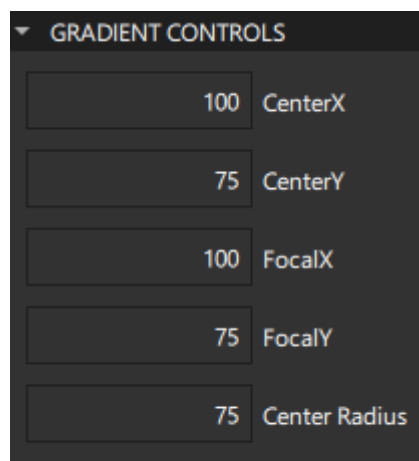 GRADIENT CONTROLS
100 CenterX
75 CenterY
100 FocalX
75 FocalY
75 Center Radius